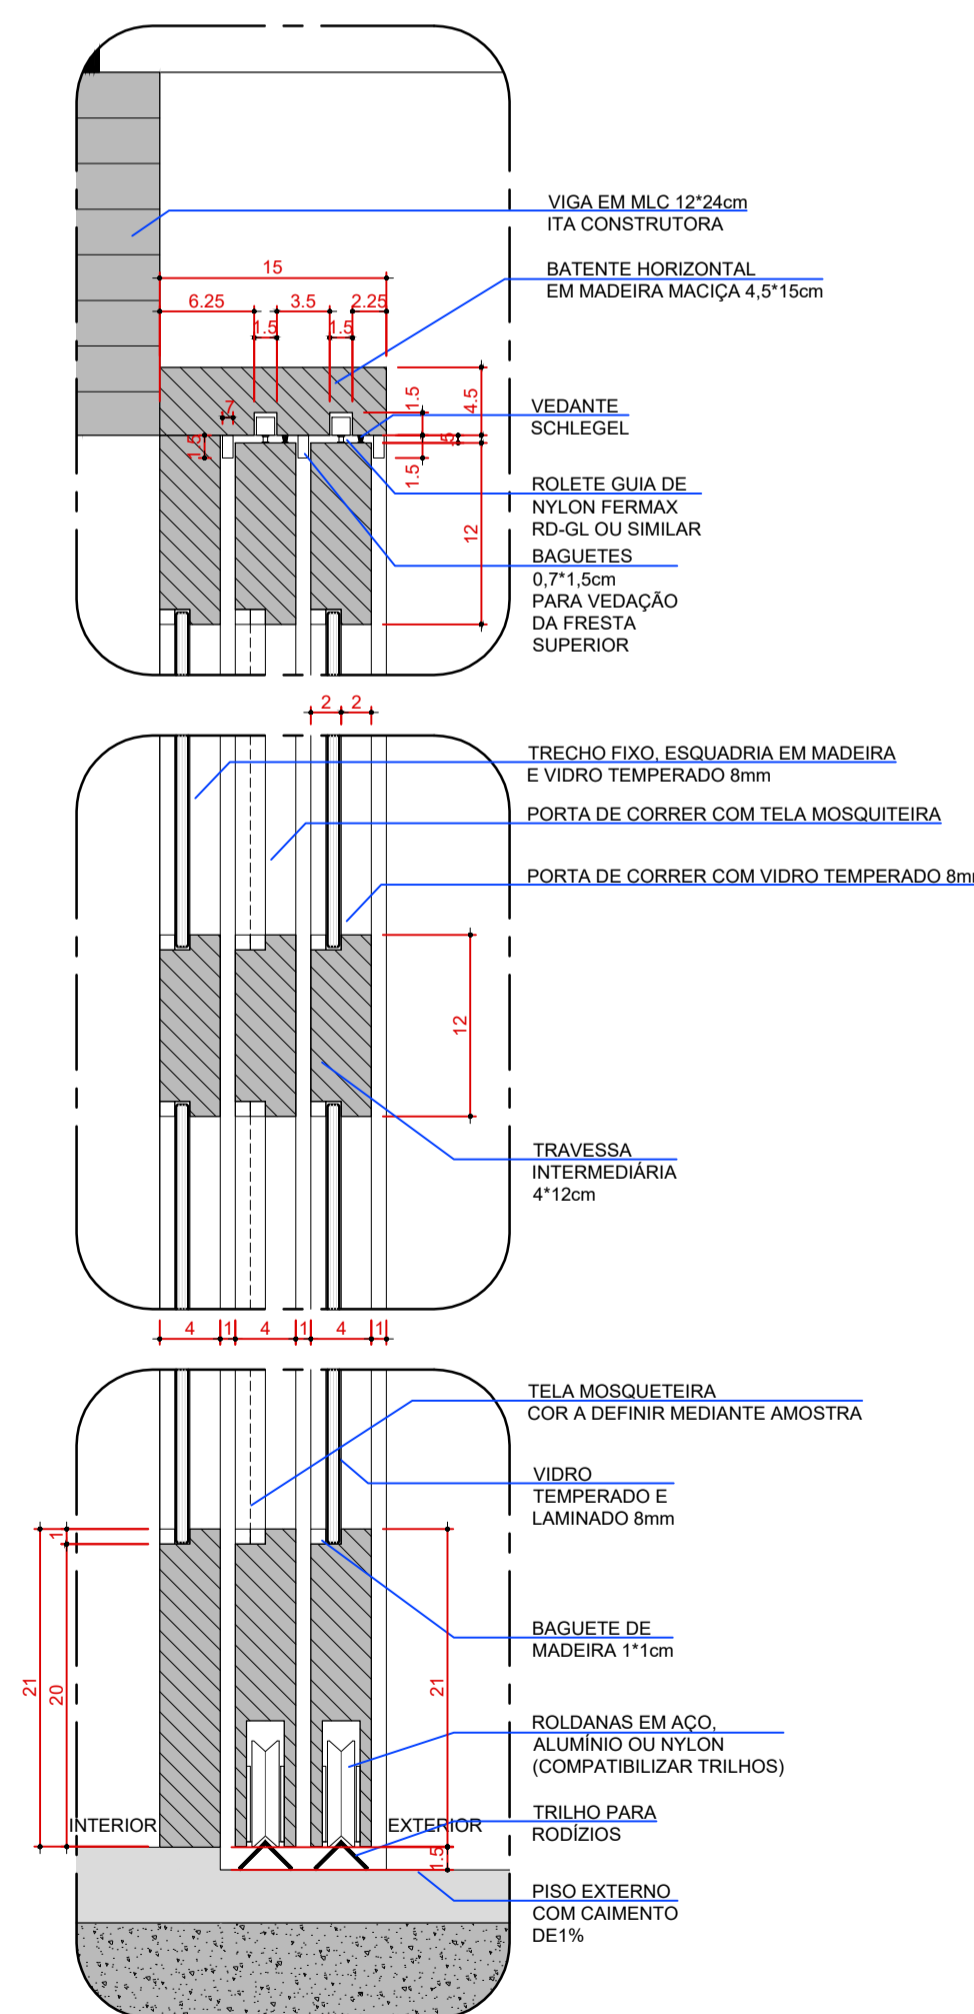 VIGA EM MLC 12*24cm
ITA CONSTRUTORA
BATENTE HORIZONTAL
EM MADEIRA MACIÇA 4,5*15cm
15
6.25
3.5
2.25
1.5
1.5
7
1.5
1.5
4.5
5
1.5
12
VEDANTE
SCHLEGEL
ROLETE GUIA DE
NYLON FERMAX
RD-GL OU SIMILAR
BAGUETES
0,7*1,5cm
PARA VEDAÇÃO
DA FRESTA
SUPERIOR
2
2
TRECHO FIXO, ESQUADRIA EM MADEIRA
E VIDRO TEMPERADO 8mm
PORTA DE CORRER COM TELA MOSQUITEIRA
PORTA DE CORRER COM VIDRO TEMPERADO 8m
12
TRAVESSA
INTERMEDIÁRIA
4*12cm
4
1
4
1
4
1
TELA MOSQUETEIRA
COR A DEFINIR MEDIANTE AMOSTRA
VIDRO
TEMPERADO E
LAMINADO 8mm
1
21
20
21
BAGUETE DE
MADEIRA 1*1cm
ROLDANAS EM AÇO,
ALUMÍNIO OU NYLON
(COMPATIBILIZAR TRILHOS)
INTERIOR
EXTERIOR
TRILHO PARA
RODÍZIOS
1.5
PISO EXTERNO
COM CAIMENTO
DE1%